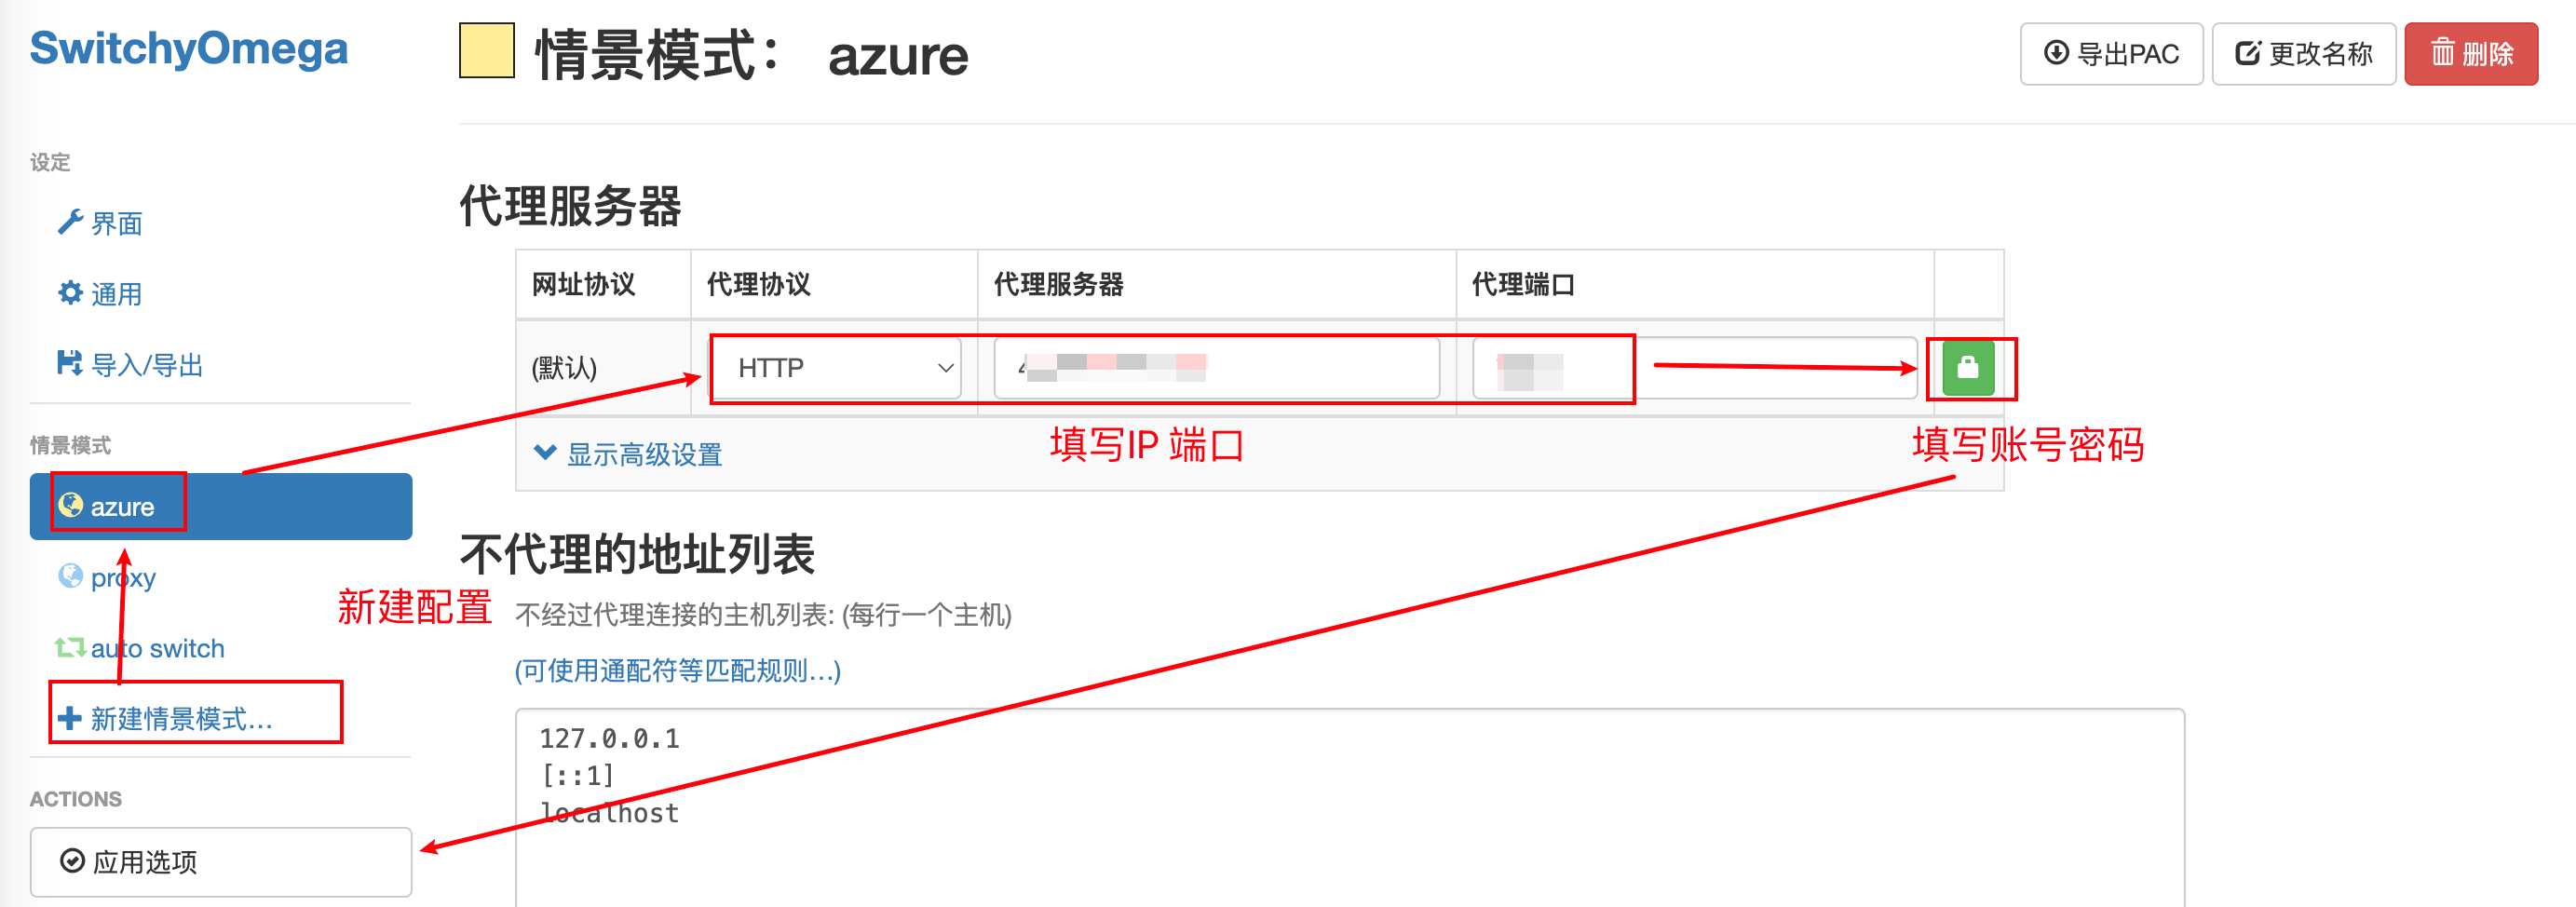 SwitchyOmega
情景模式： azure
导出PAC
更改名称
删除
设定
界面
通用
导入/导出
情景模式
azure
proxy
auto switch
新建情景模式...
ACTIONS
应用选项
代理服务器
网址协议 代理协议 代理服务器 代理端口
(默认) HTTP
填写IP 端口
填写账号密码
显示高级设置
新建配置
不代理的地址列表
不经过代理连接的主机列表: (每行一个主机)
(可使用通配符等匹配规则...)
127.0.0.1
[::1]
localhost